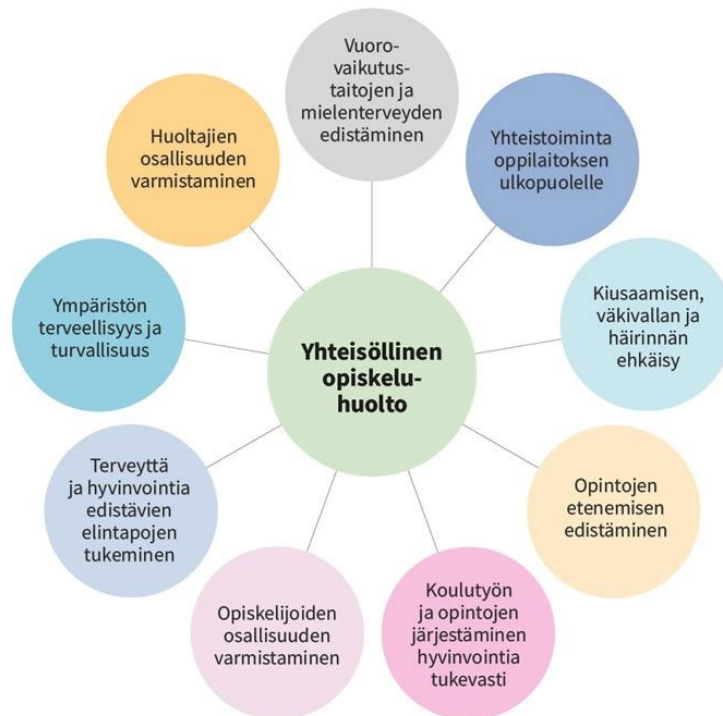 Vuoro-
vaikutus-
taitojen ja
mielenterveyden
edistäminen
Yhteistoiminta
oppilaitoksen
ulkopuolelle
Kiusaamisen,
väkivallan ja
häirinnän
ehkäisy
Opintojen
etenemisen
edistäminen
Koulutyön
ja opintojen
järjestäminen
hyvinvointia
tukevasti
Opiskelijoiden
osallisuuden
varmistaminen
Terveyttä
ja hyvinvointia
edistävien
elintapojen
tukeminen
Ympäristön
terveellisyys ja
turvallisuus
Huoltajien
osallisuuden
varmistaminen
Yhteisöllinen
opiskelu-
huolto